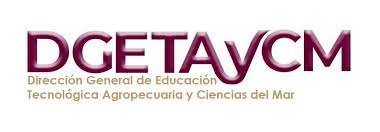 DGETAyCM
Dirección General de Educación
Tecnológica Agropecuaria y Ciencias del Mar